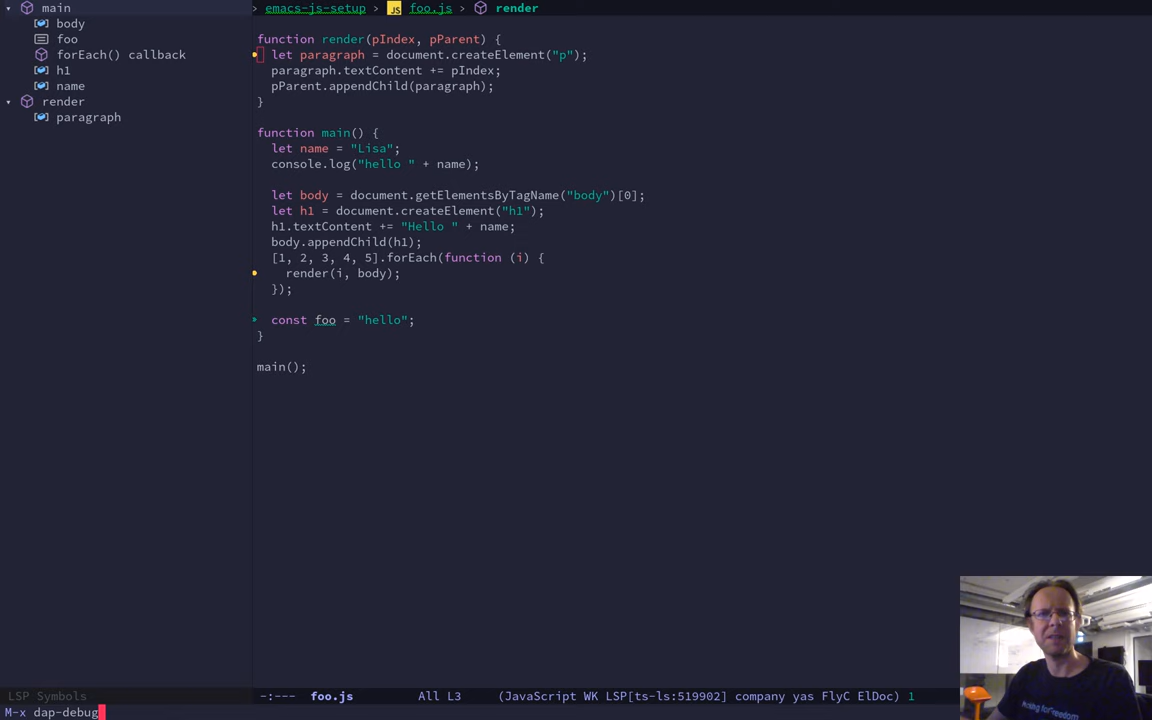 main
body
foo
forEach() callback
h1
name
render
paragraph
› emacs-js-setup › JS foo.js › render
function render(pIndex, pParent) {
let paragraph = document.createElement("p");
paragraph.textContent += pIndex;
pParent.appendChild(paragraph);
}
function main() {
let name = "Lisa";
console.log("hello " + name);
let body = document.getElementsByTagName("body")[0];
let h1 = document.createElement("h1");
h1.textContent += "Hello " + name;
body.appendChild(h1);
[1, 2, 3, 4, 5].forEach(function (i) {
render(i, body);
});
const foo = "hello";
}
main();
LSP Symbols
-:--- foo.js All L3 (JavaScript WK LSP[ts-ls:519902] company yas FlyC ElDoc) 1
M-x dap-debug